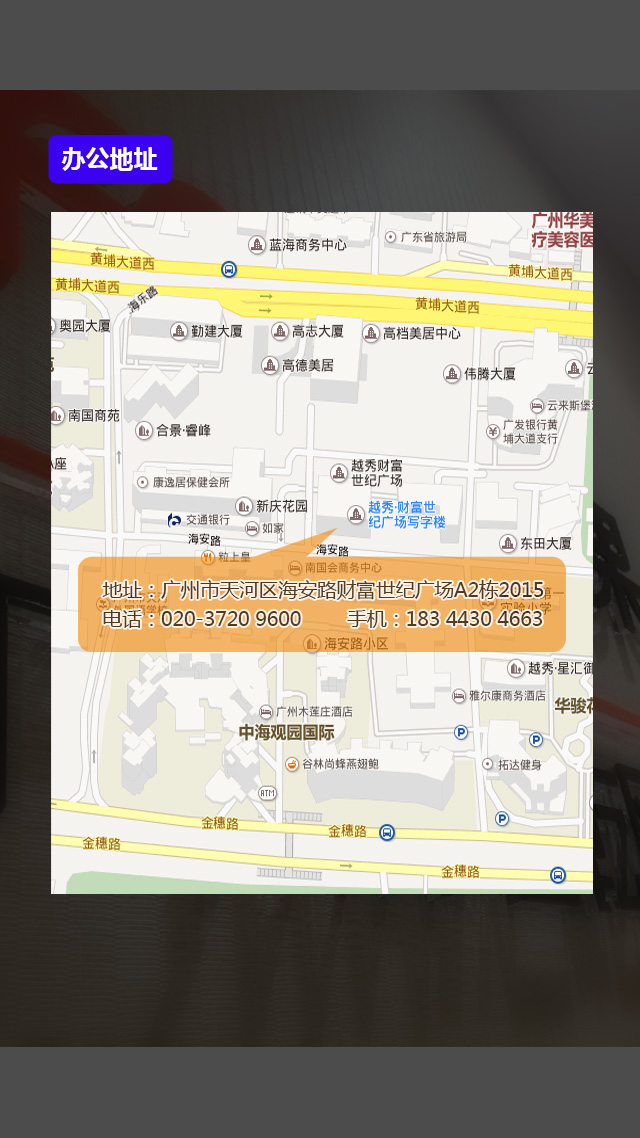 办公地址
广州华美
疗美容医
蓝海商务中心
广东省旅游局
黄埔大道西
黄埔大道西
黄埔大道西
海乐路
黄埔大道西
奥园大厦
勤建大厦
高志大厦
高档美居中心
高德美居
伟腾大厦
南国商苑
云来斯堡
合景·睿峰
广发银行黄
埔大道支行
越秀财富
世纪广场
康逸居保健会所
新庆花园
越秀·财富世
纪广场写字楼
交通银行
如家
海安路
海安路
东田大厦
粒上皇
南国会商务中心
地址：广州市天河区海安路财富世纪广场A2栋2015
电话：020-3720 9600 手机：183 4430 4663
实验小学
海安路小区
越秀·星汇御
雅尔康商务酒店
华骏花
广州木莲庄酒店
中海观园国际
P
P
谷林尚蜂燕翅鲍
拓达健身
ATM
P
金穗路
金穗路
金穗路
金穗路